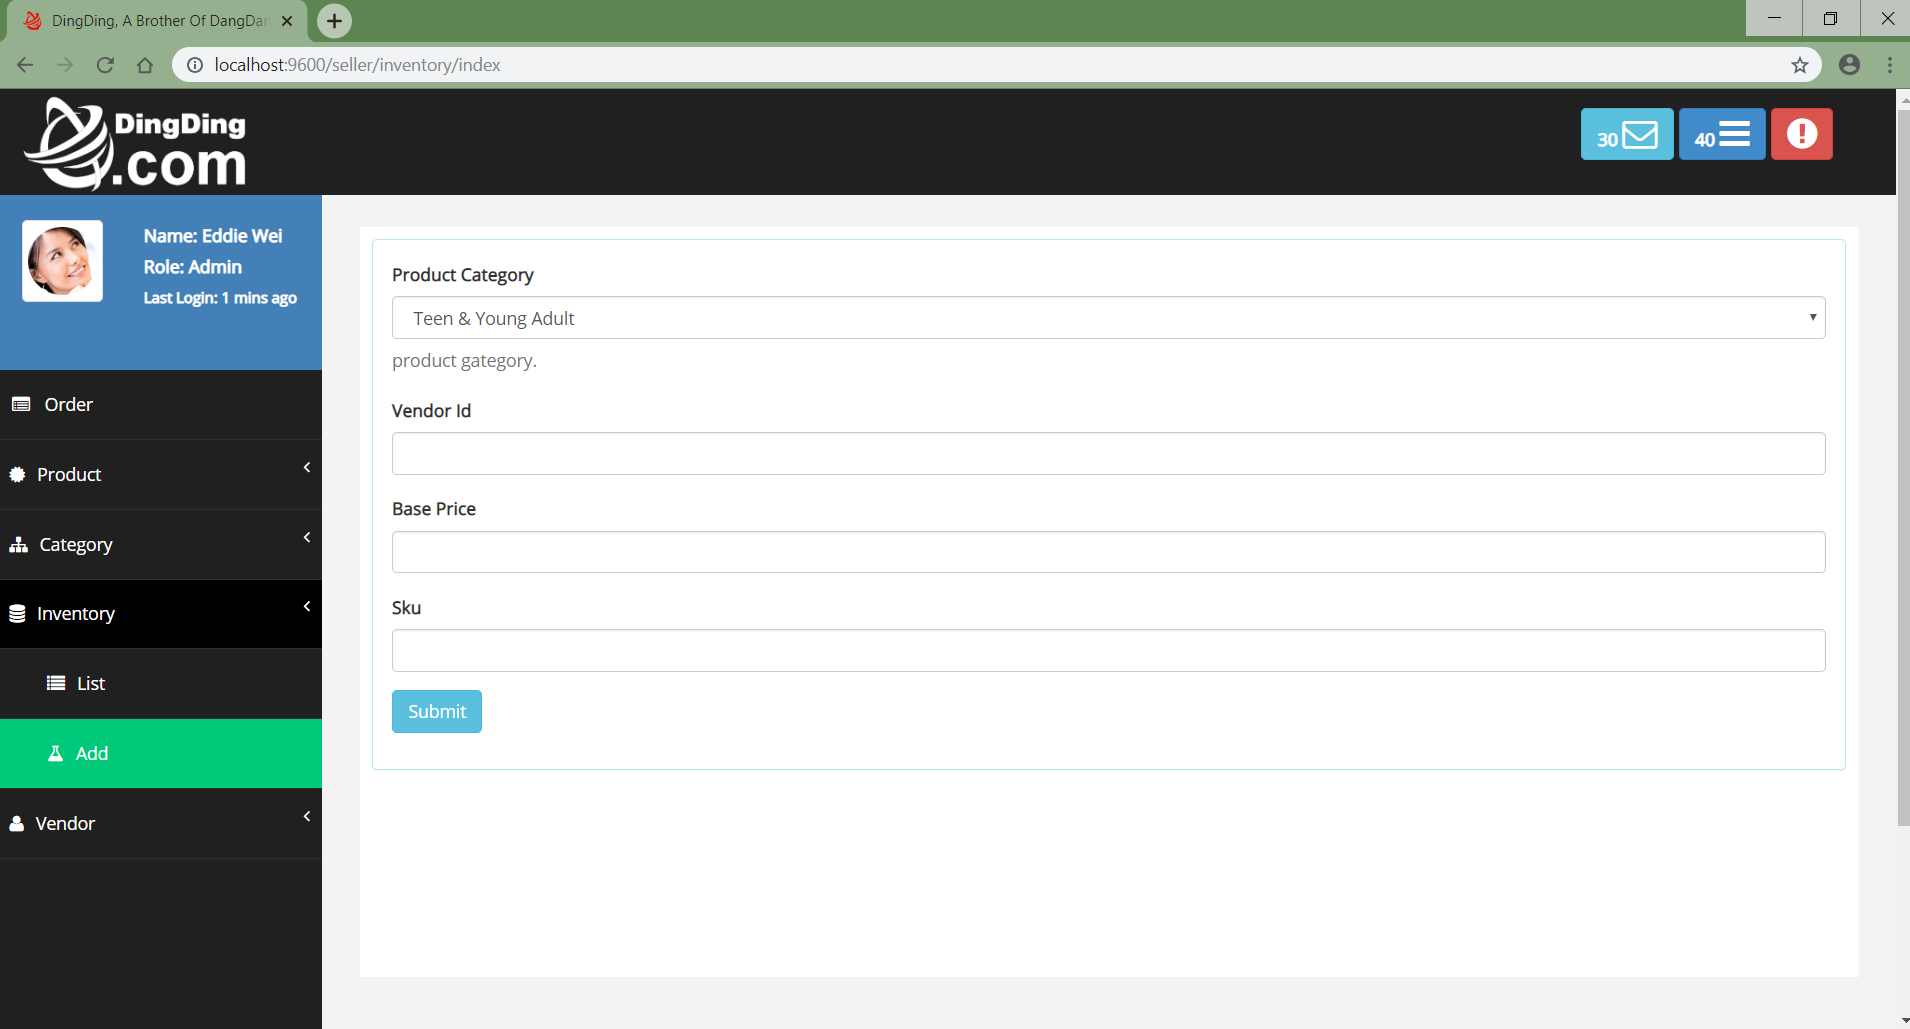 DingDing, A Brother Of DangDan
localhost:9600/seller/inventory/index
DingDing
.com
30
40
Name: Eddie Wei
Role: Admin
Last Login: 1 mins ago
Order
Product
Category
Inventory
List
Add
Vendor
Product Category
Teen & Young Adult
product gategory.
Vendor Id
Base Price
Sku
Submit